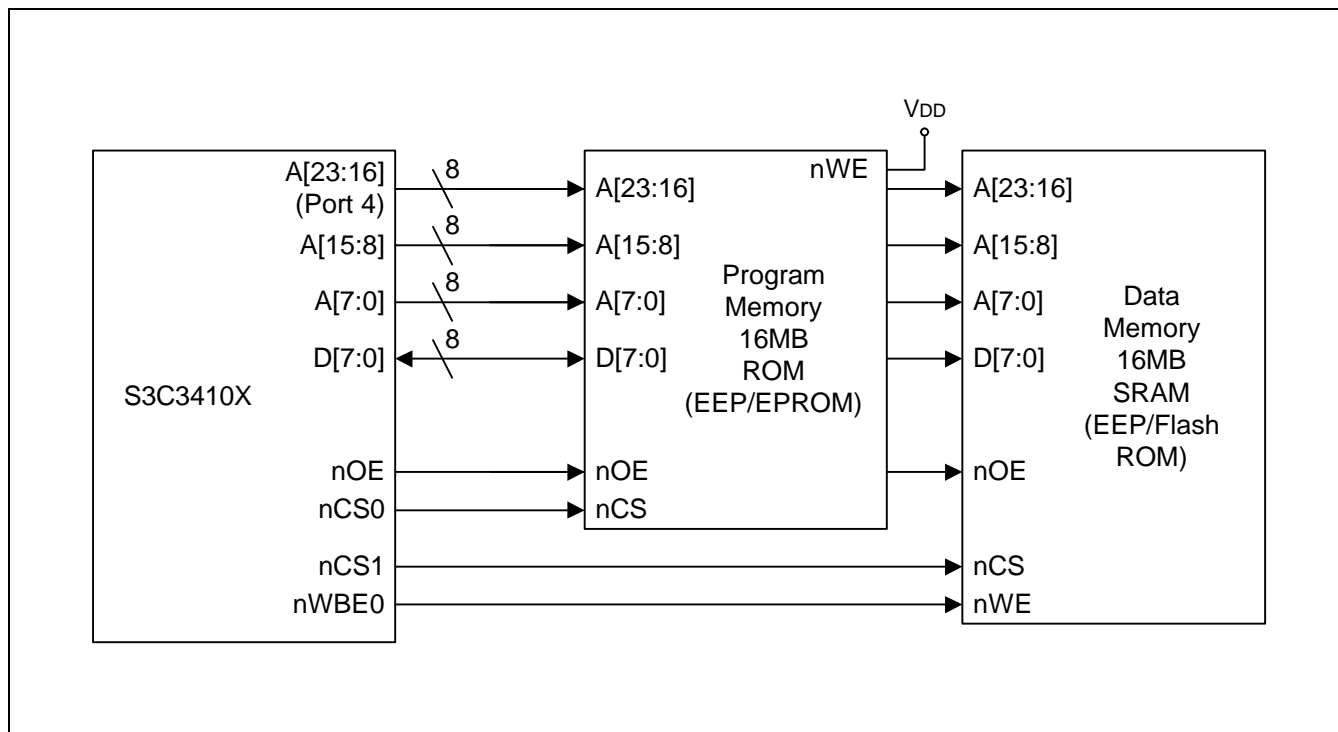 S3C3410X
A[23:16]
(Port 4)
A[15:8]
A[7:0]
D[7:0]
nOE
nCS0
nCS1
nWBE0
8
8
8
8
VDD
nWE
A[23:16]
A[15:8]
A[7:0]
D[7:0]
nOE
nCS
Program
Memory
16MB
ROM
(EEP/EPROM)
A[23:16]
A[15:8]
A[7:0]
D[7:0]
nOE
nCS
nWE
Data
Memory
16MB
SRAM
(EEP/Flash
ROM)